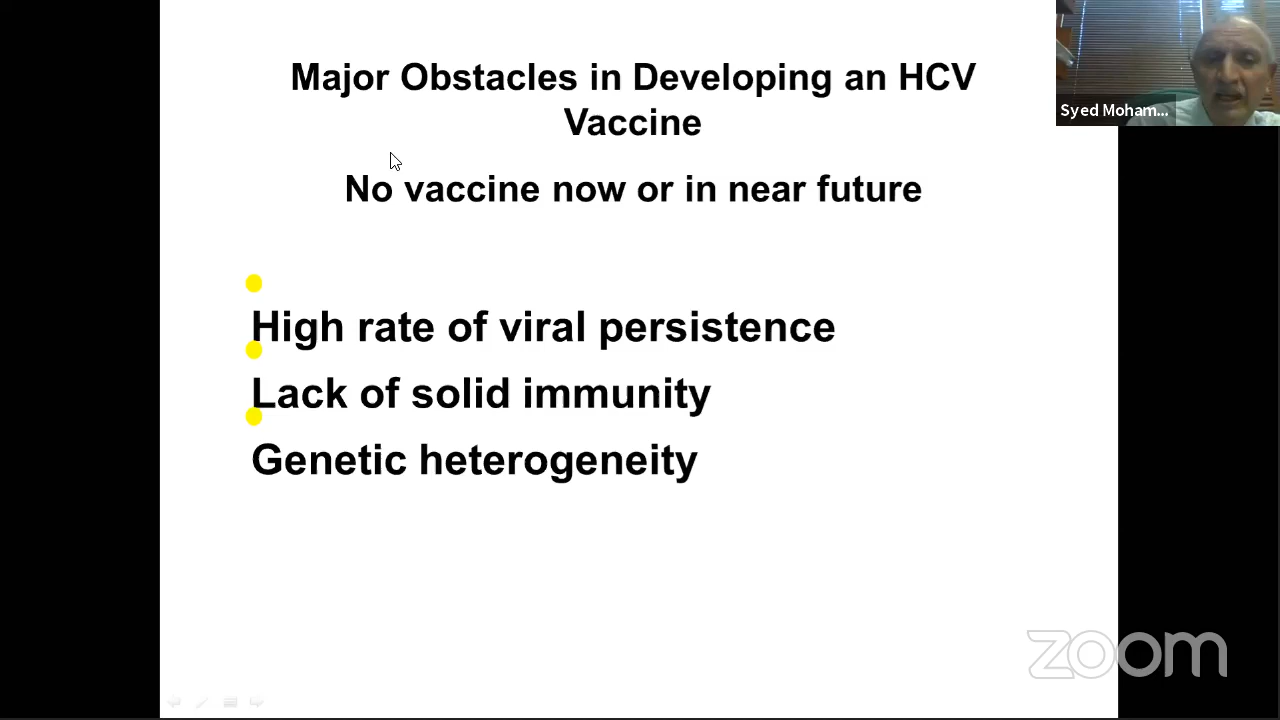 Major Obstacles in Developing an HCV
Vaccine
No vaccine now or in near future
High rate of viral persistence
Lack of solid immunity
Genetic heterogeneity
Syed Moham...
zoom